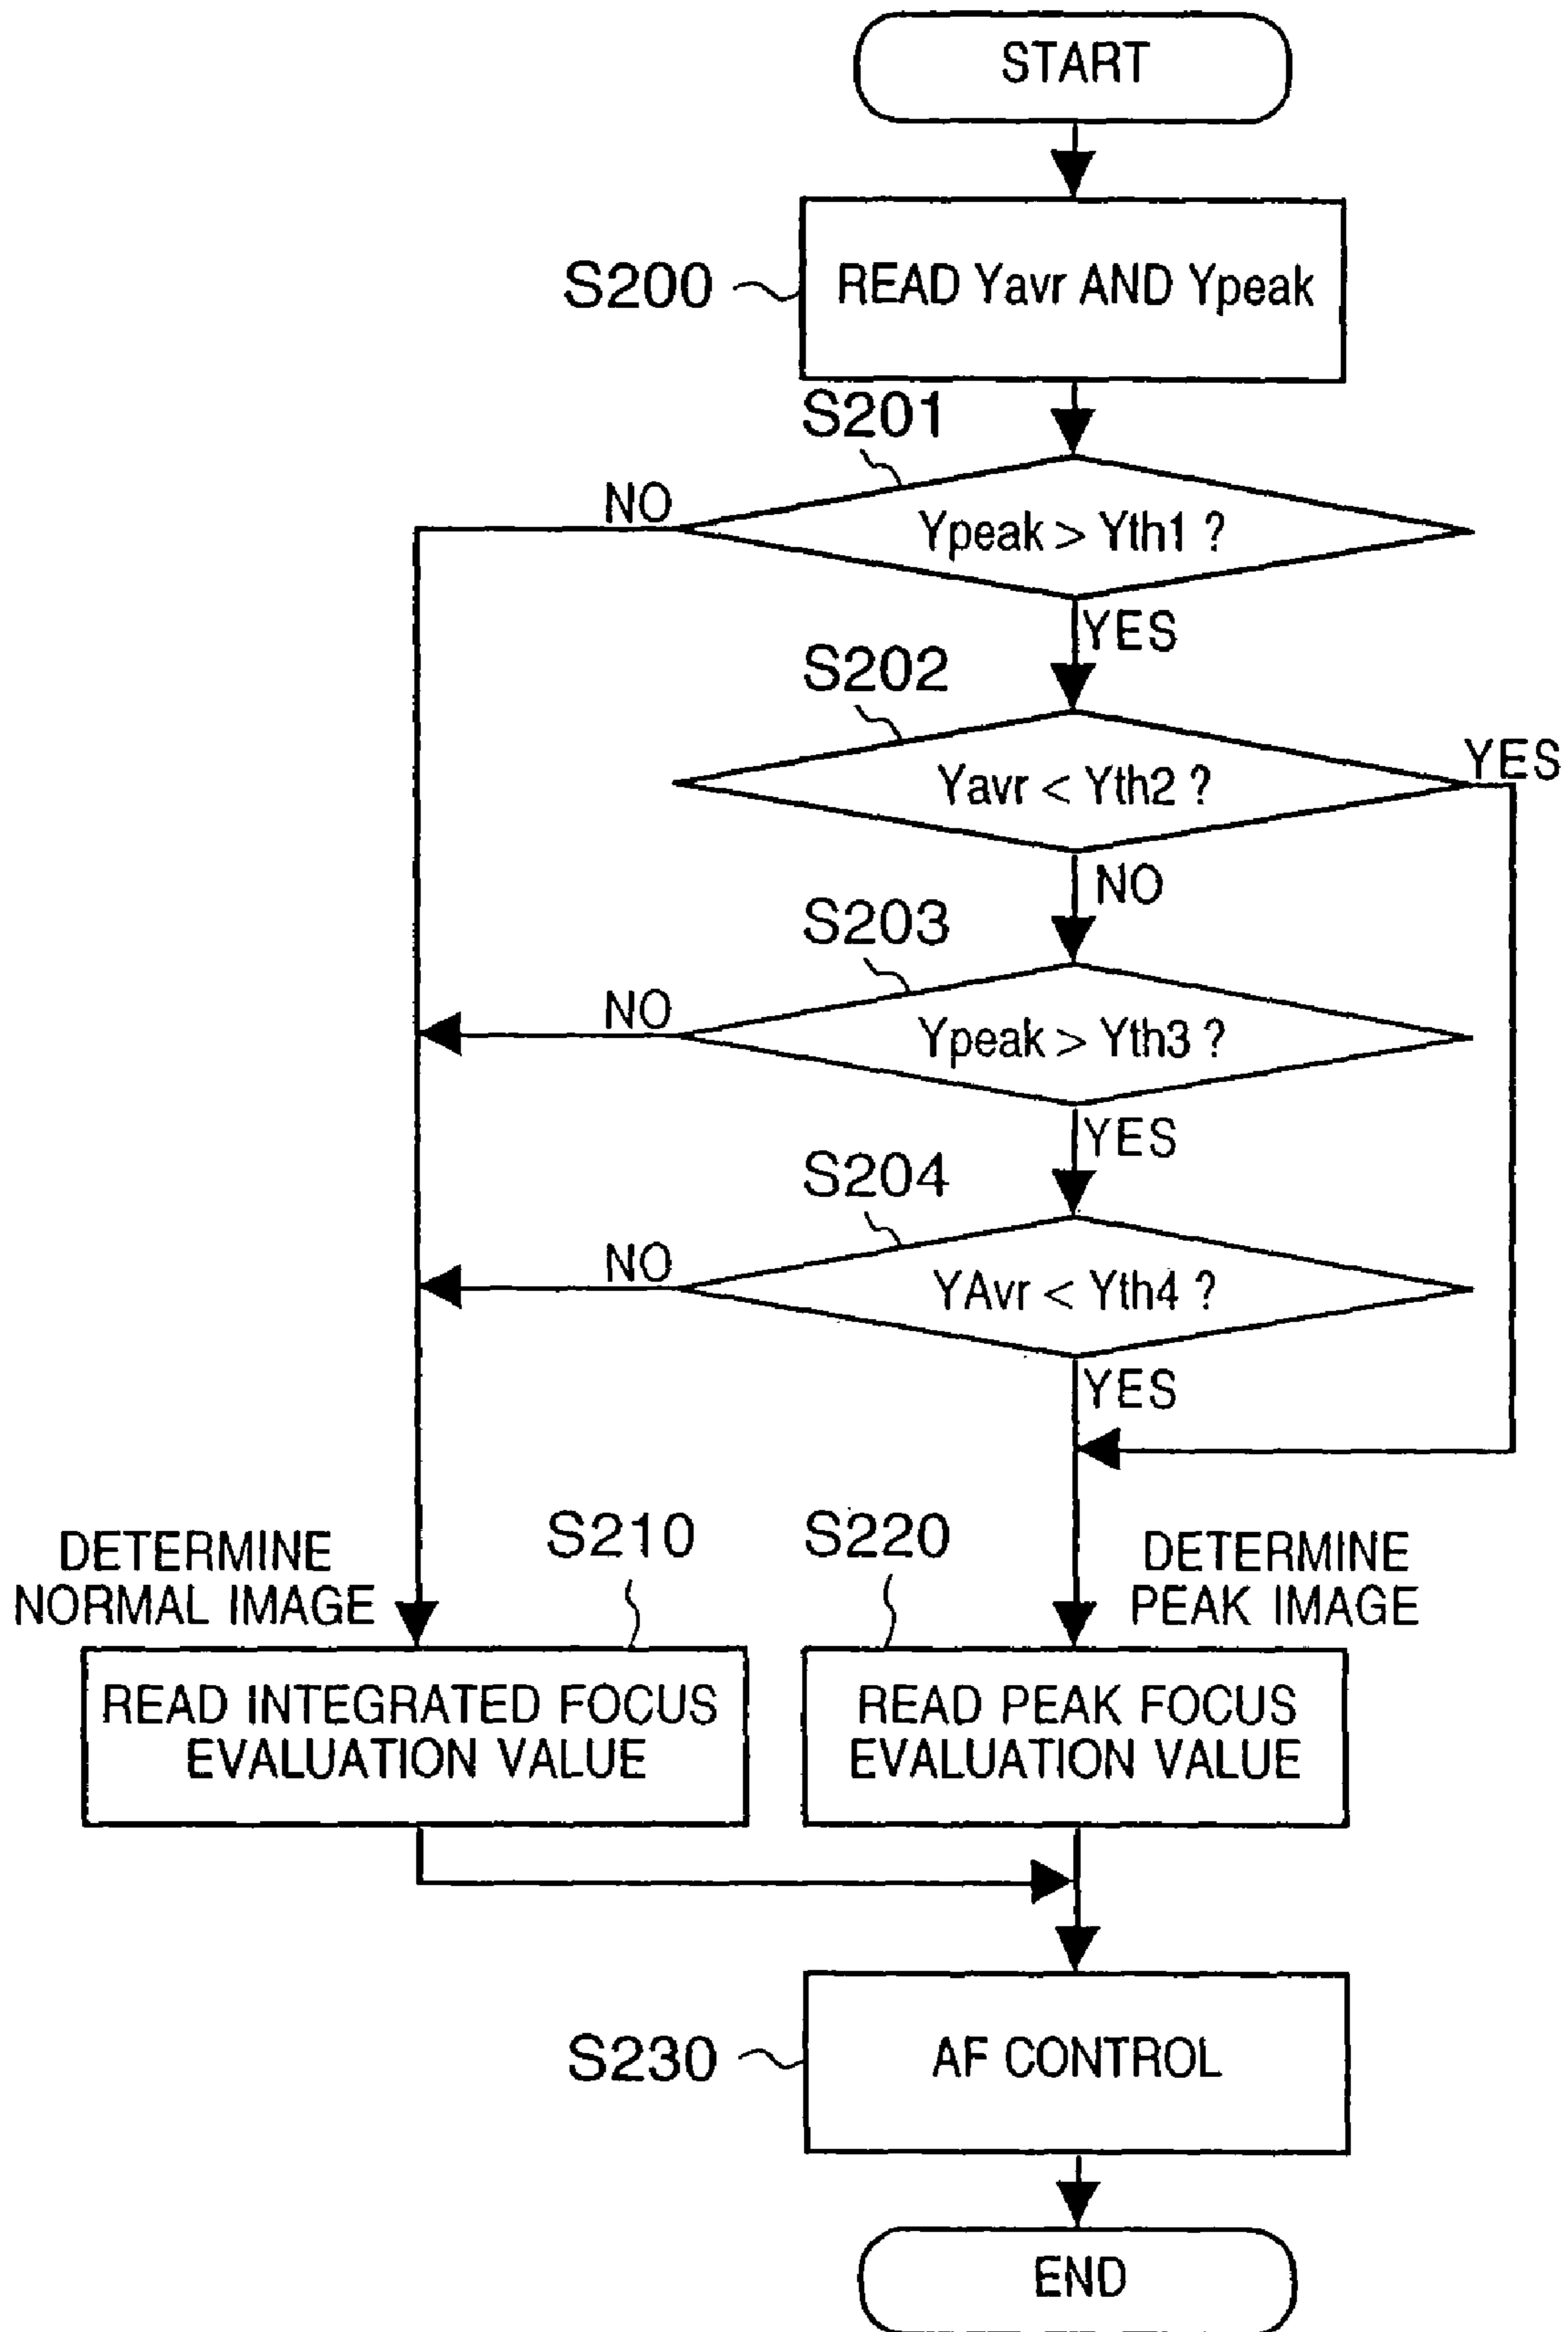 START
S200
READ Yavr AND Ypeak
S201
NO
Ypeak > Yth1 ?
YES
S202
YES
Yavr < Yth2 ?
NO
S203
NO
Ypeak > Yth3 ?
YES
S204
NO
YAvr < Yth4 ?
YES
DETERMINE
NORMAL IMAGE
S210
S220
DETERMINE
PEAK IMAGE
READ INTEGRATED FOCUS
EVALUATION VALUE
READ PEAK FOCUS
EVALUATION VALUE
S230
AF CONTROL
END